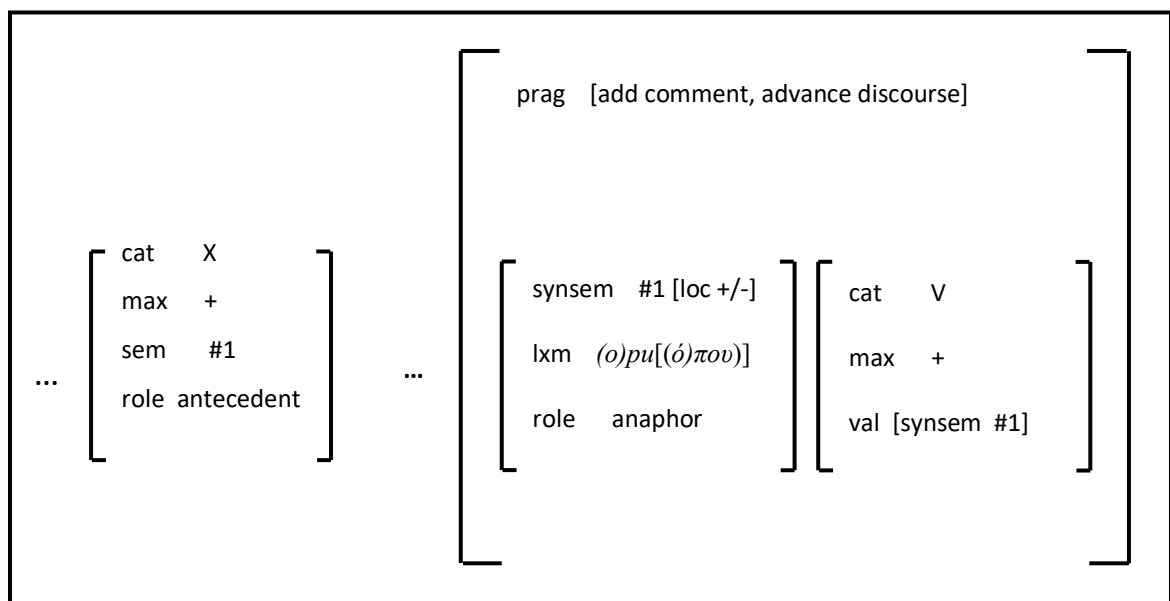 prag [add comment, advance discourse]
cat X
max +
sem #1
role antecedent
...
...
synsem #1 [loc +/-]
lxm (o)pu[(ό)που)]
role anaphor
cat V
max +
val [synsem #1]